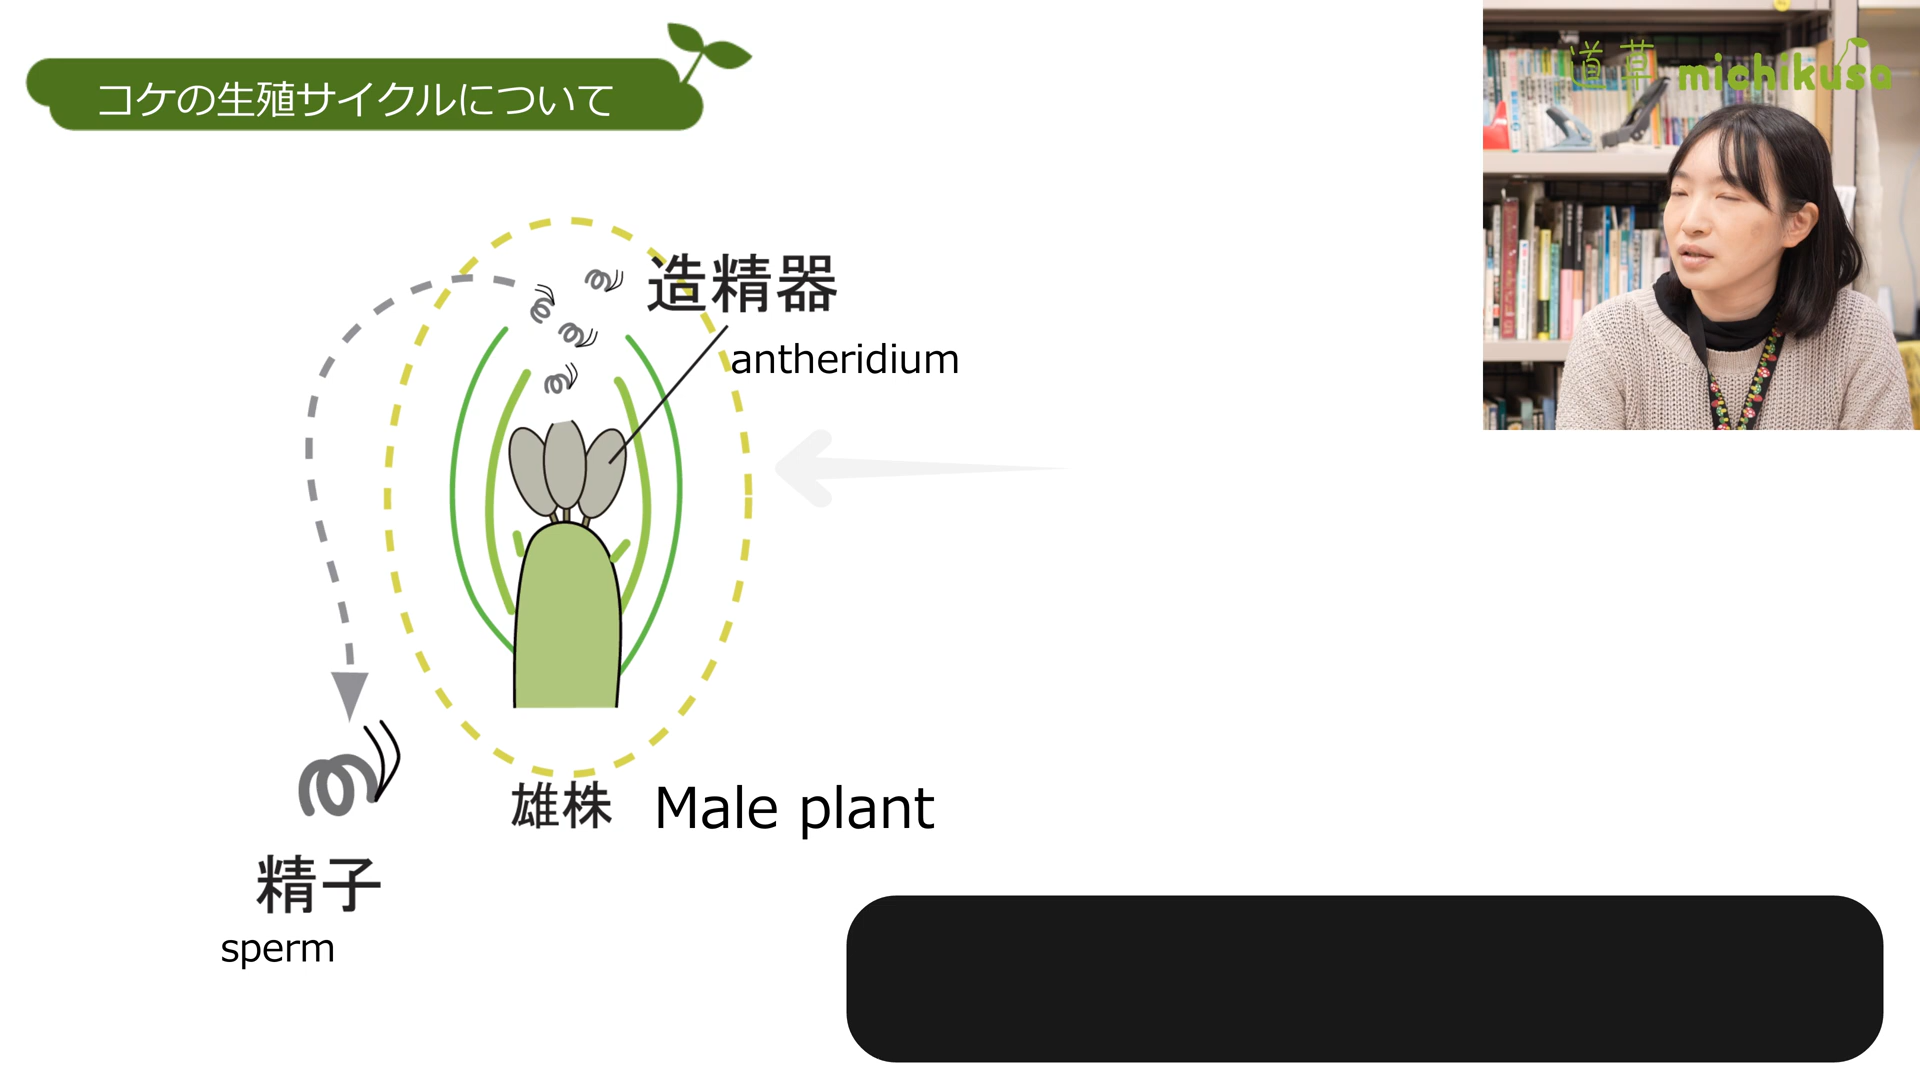 コケの生殖サイクルについて
道草 michikusa
造精器
antheridium
雄株 Male plant
精子
sperm